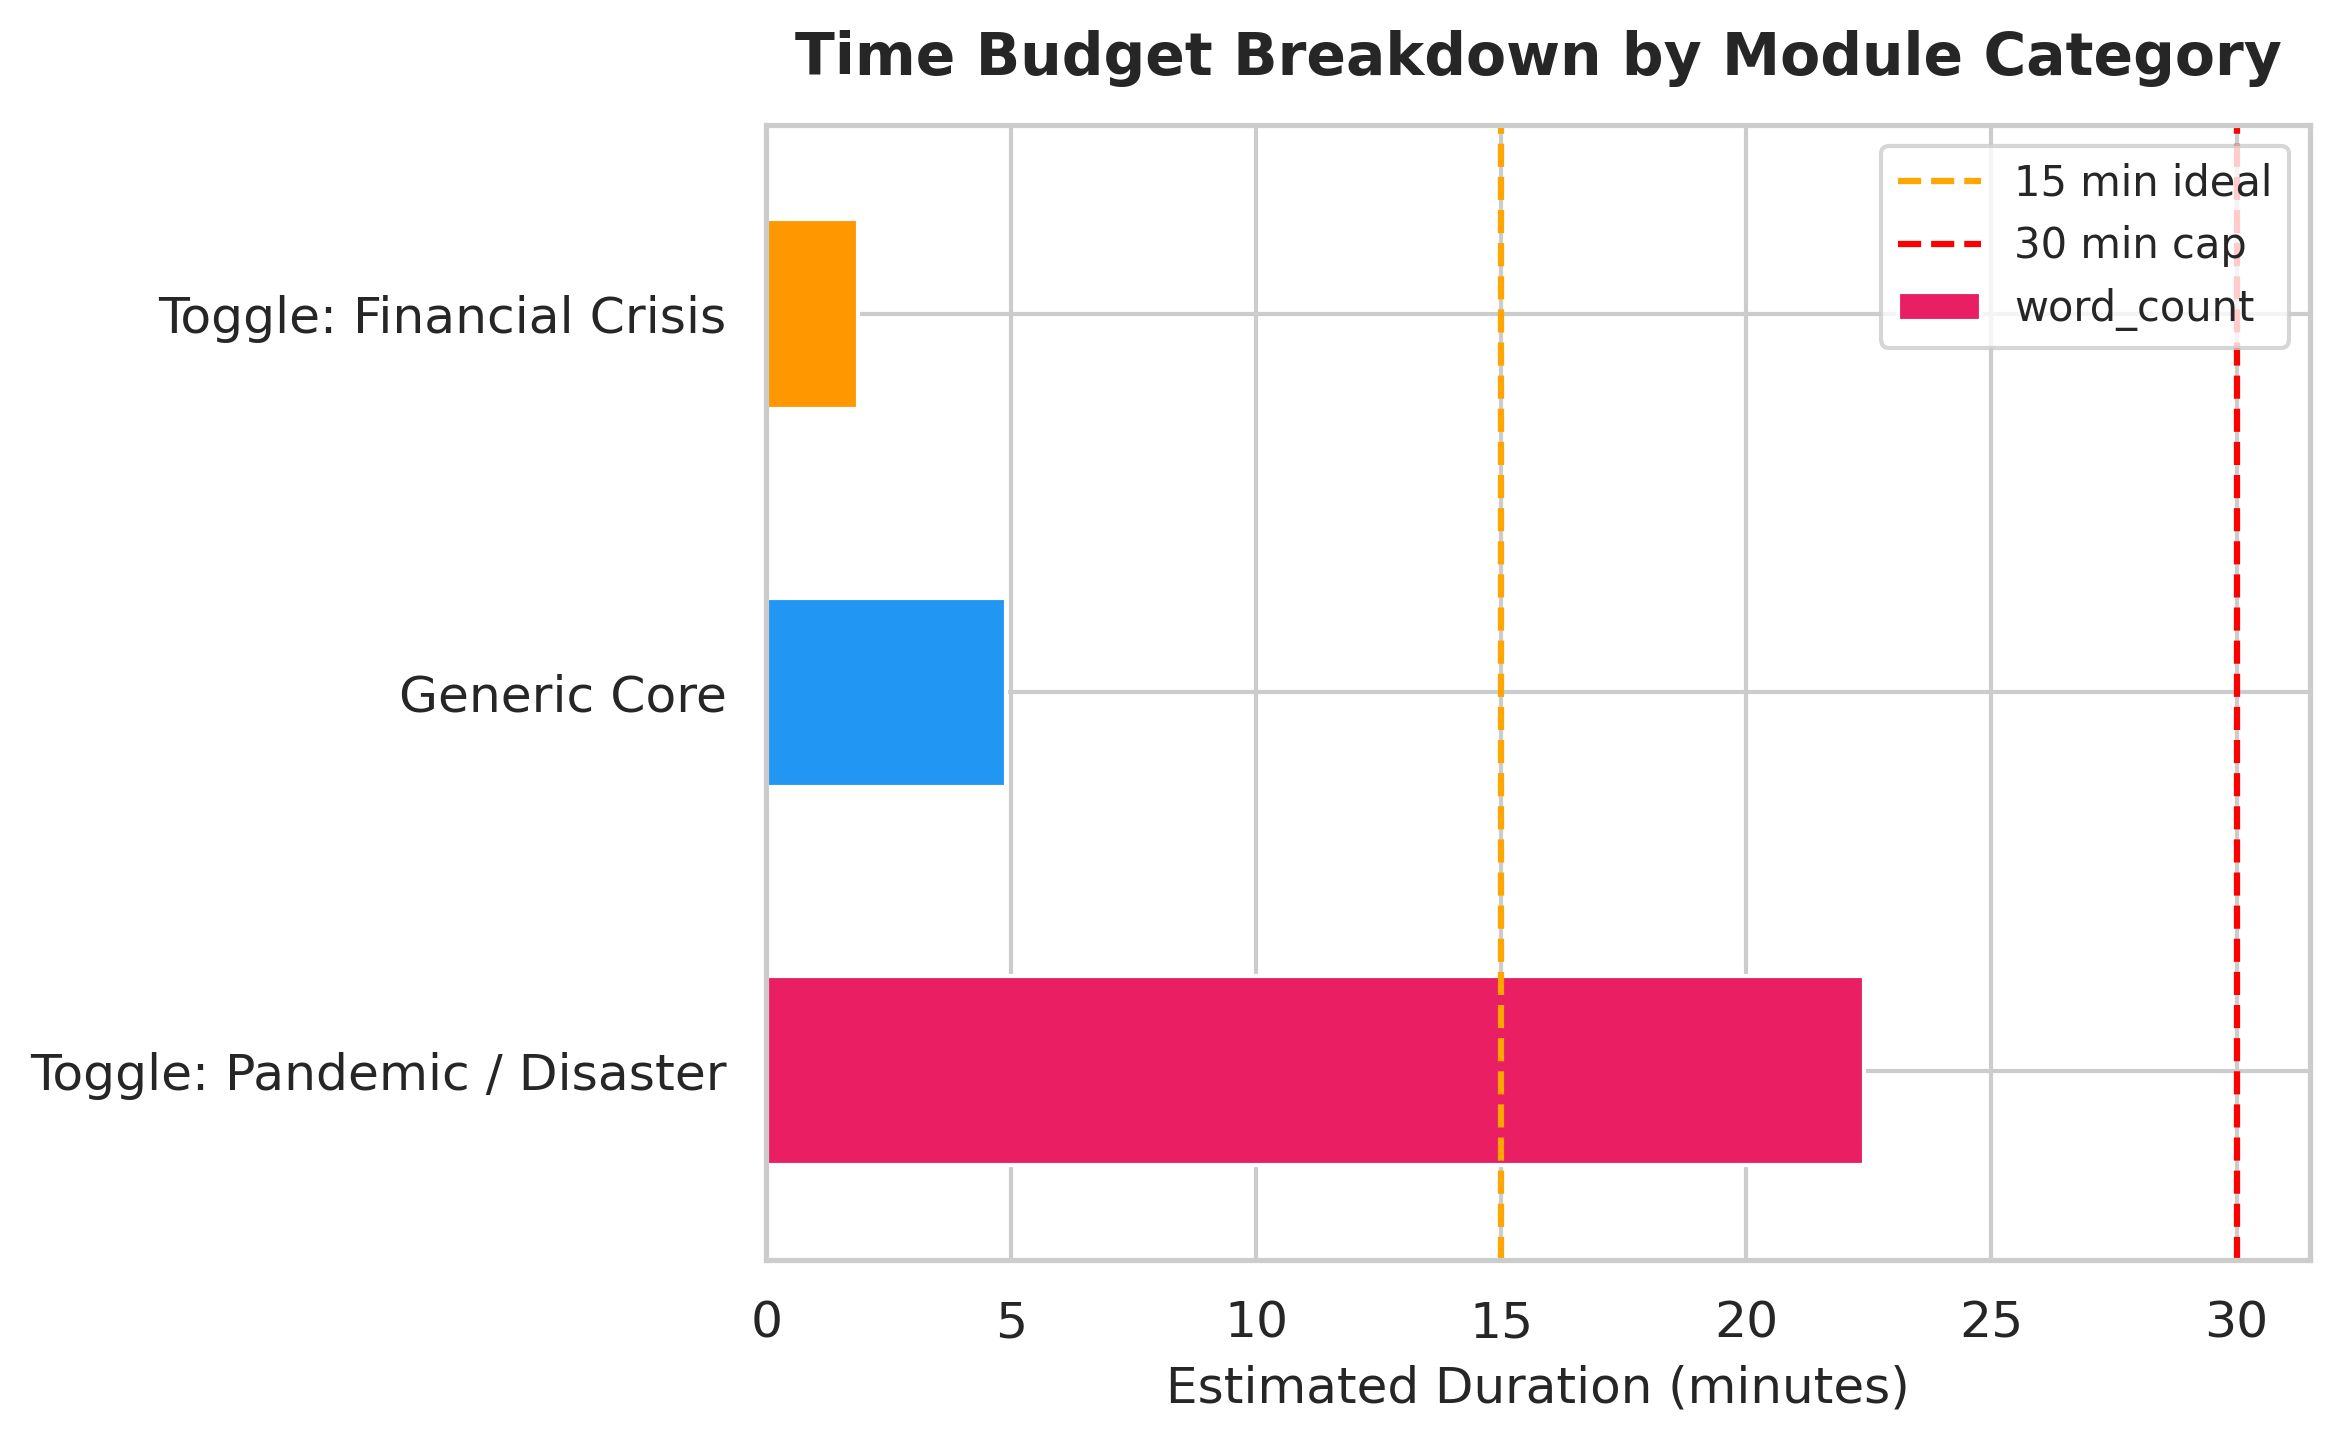 Time Budget Breakdown by Module Category
15 min ideal
30 min cap
word_count
Toggle: Financial Crisis
Generic Core
Toggle: Pandemic / Disaster
0 5 10 15 20 25 30
Estimated Duration (minutes)